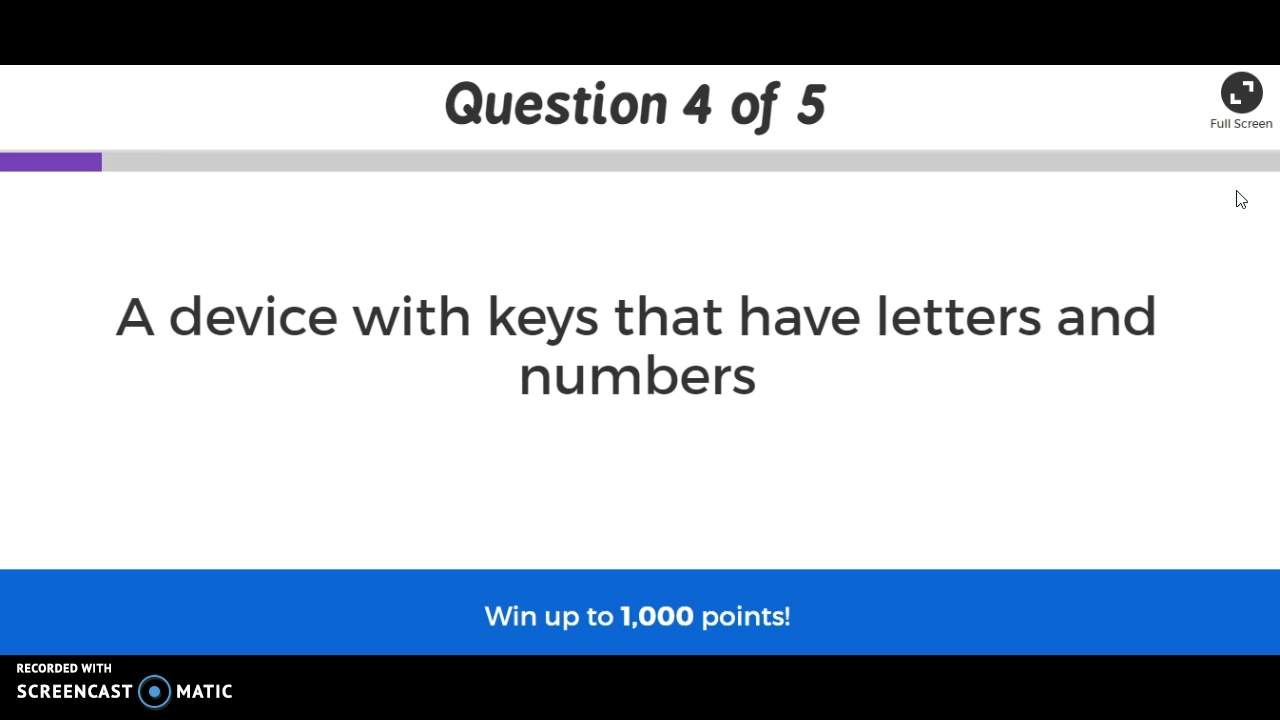 Question 4 of 5
Full Screen
A device with keys that have letters and
numbers
Win up to 1,000 points!
RECORDED WITH
SCREENCAST MATIC